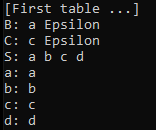 [First table ...]
B: a Epsilon
C: c Epsilon
S: a b c d
a: a
b: b
c: c
d: d